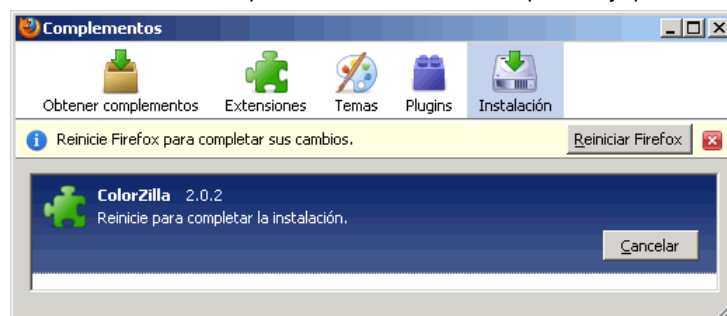 Complementos
Obtener complementos Extensiones Temas Plugins Instalación
Reinicie Firefox para completar sus cambios. Reiniciar Firefox
ColorZilla 2.0.2
Reinicie para completar la instalación.
Cancelar